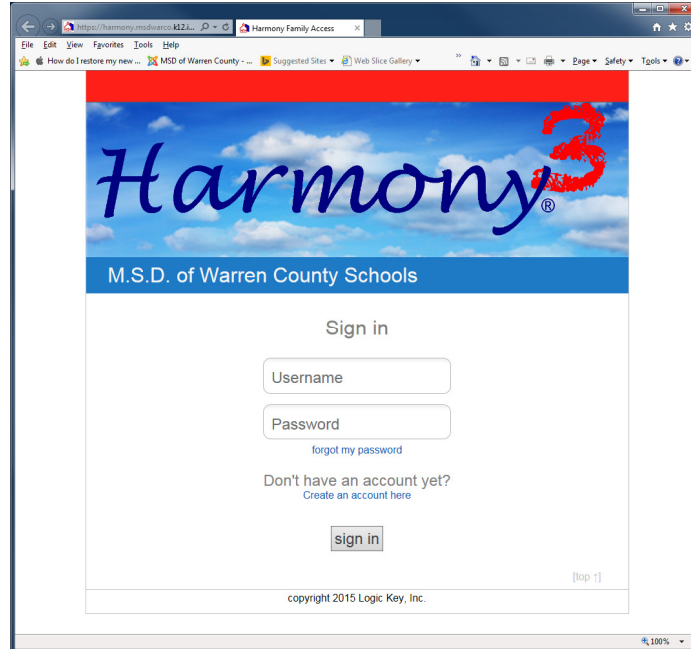 https://harmony.msdwarco.k12.i...
Harmony Family Access
File Edit View Favorites Tools Help
How do I restore my new ... MSD of Warren County - ... Suggested Sites Web Slice Gallery » Page Safety Tools
Harmony3®
M.S.D. of Warren County Schools
Sign in
Username
Password
forgot my password
Don't have an account yet?
Create an account here
sign in
[top ↑]
copyright 2015 Logic Key, Inc.
100%